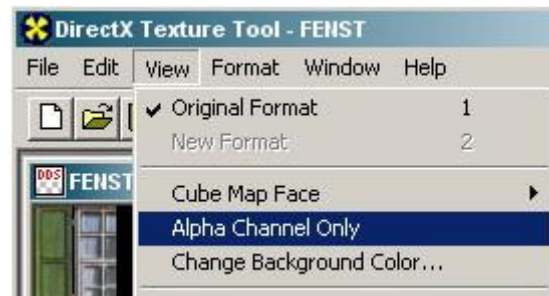 DirectX Texture Tool - FENST
File Edit View Format Window Help
Original Format 1
New Format 2
DDS FENST
Cube Map Face
Alpha Channel Only
Change Background Color...